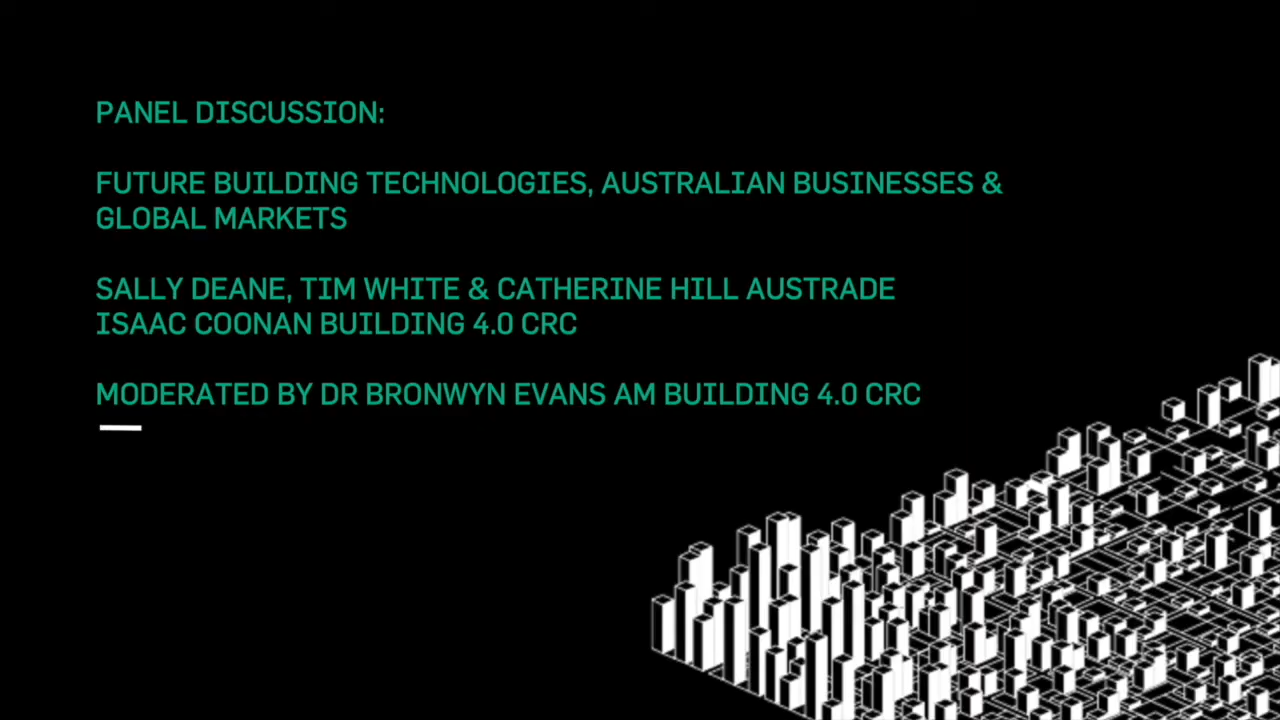 PANEL DISCUSSION:
FUTURE BUILDING TECHNOLOGIES, AUSTRALIAN BUSINESSES &
GLOBAL MARKETS
SALLY DEANE, TIM WHITE & CATHERINE HILL AUSTRADE
ISAAC COONAN BUILDING 4.0 CRC
MODERATED BY DR BRONWYN EVANS AM BUILDING 4.0 CRC